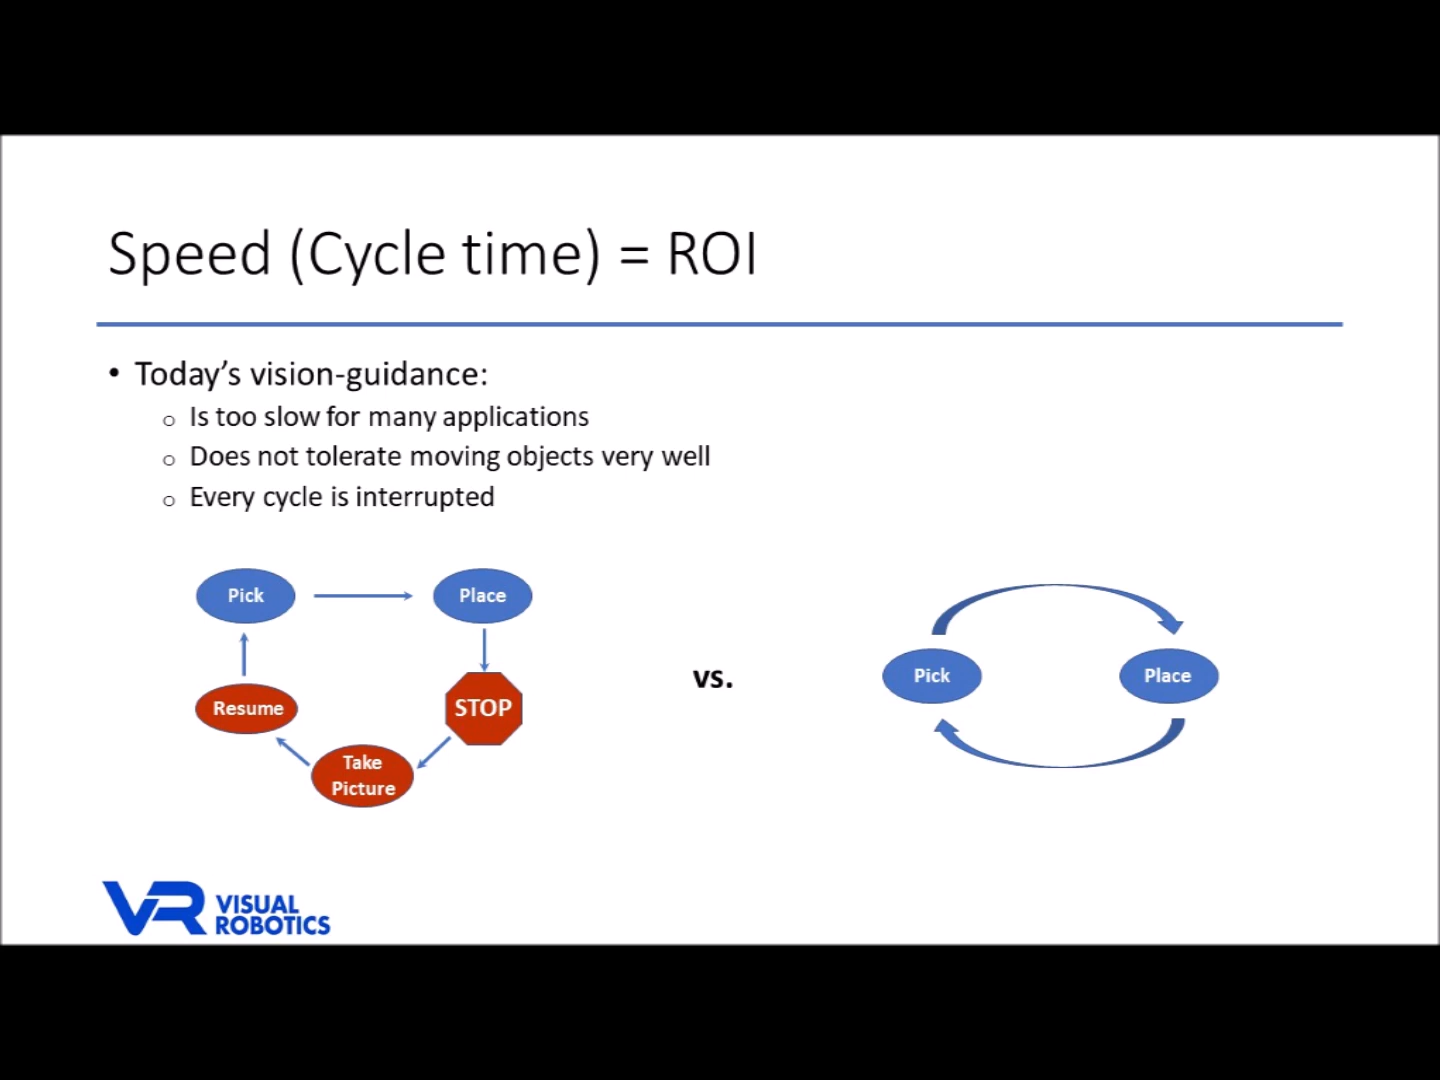 Speed (Cycle time) = ROI
• Today’s vision-guidance:
o Is too slow for many applications
o Does not tolerate moving objects very well
o Every cycle is interrupted
Pick
Place
STOP
Take
Picture
Resume
vs.
Pick
Place
VR VISUAL
ROBOTICS